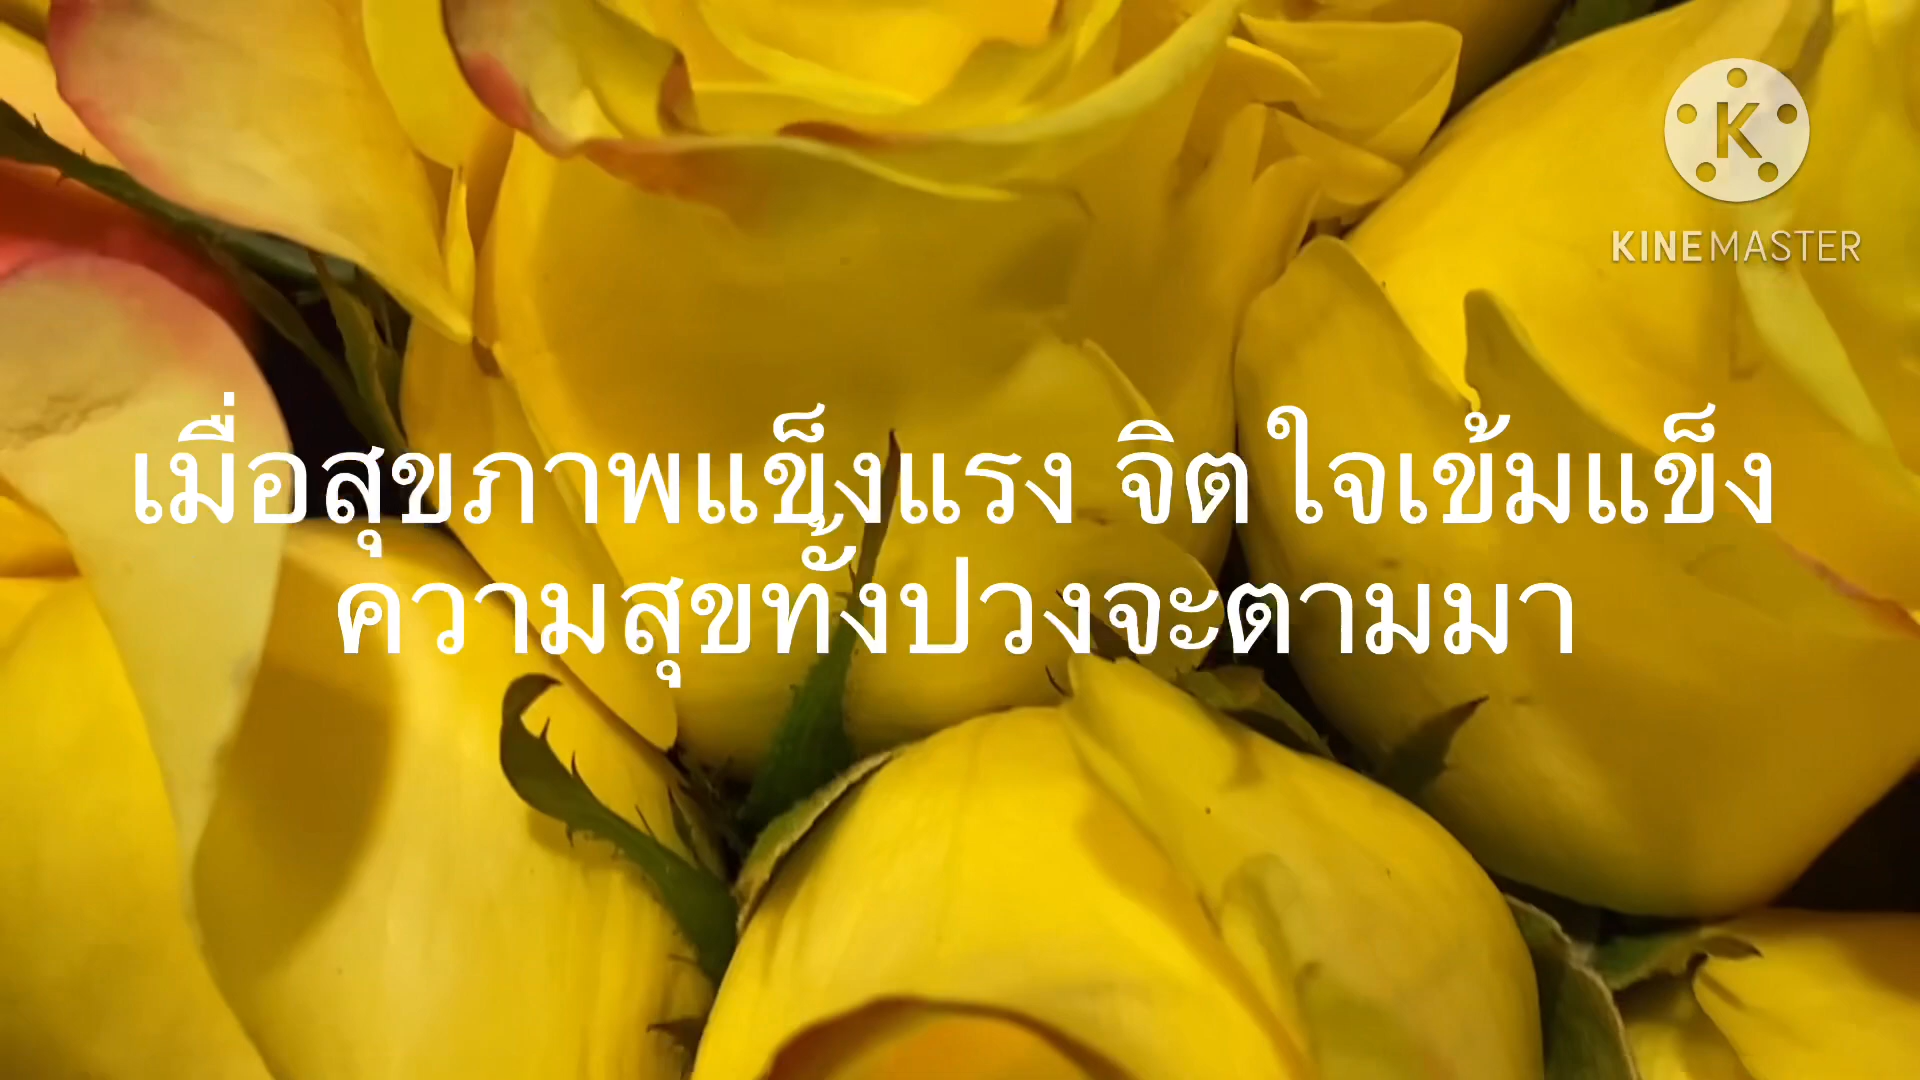 K
KINEMASTER
เมื่อสุขภาพแข็งแรง จิตใจเข้มแข็ง
ความสุขทั้งปวงจะตามมา